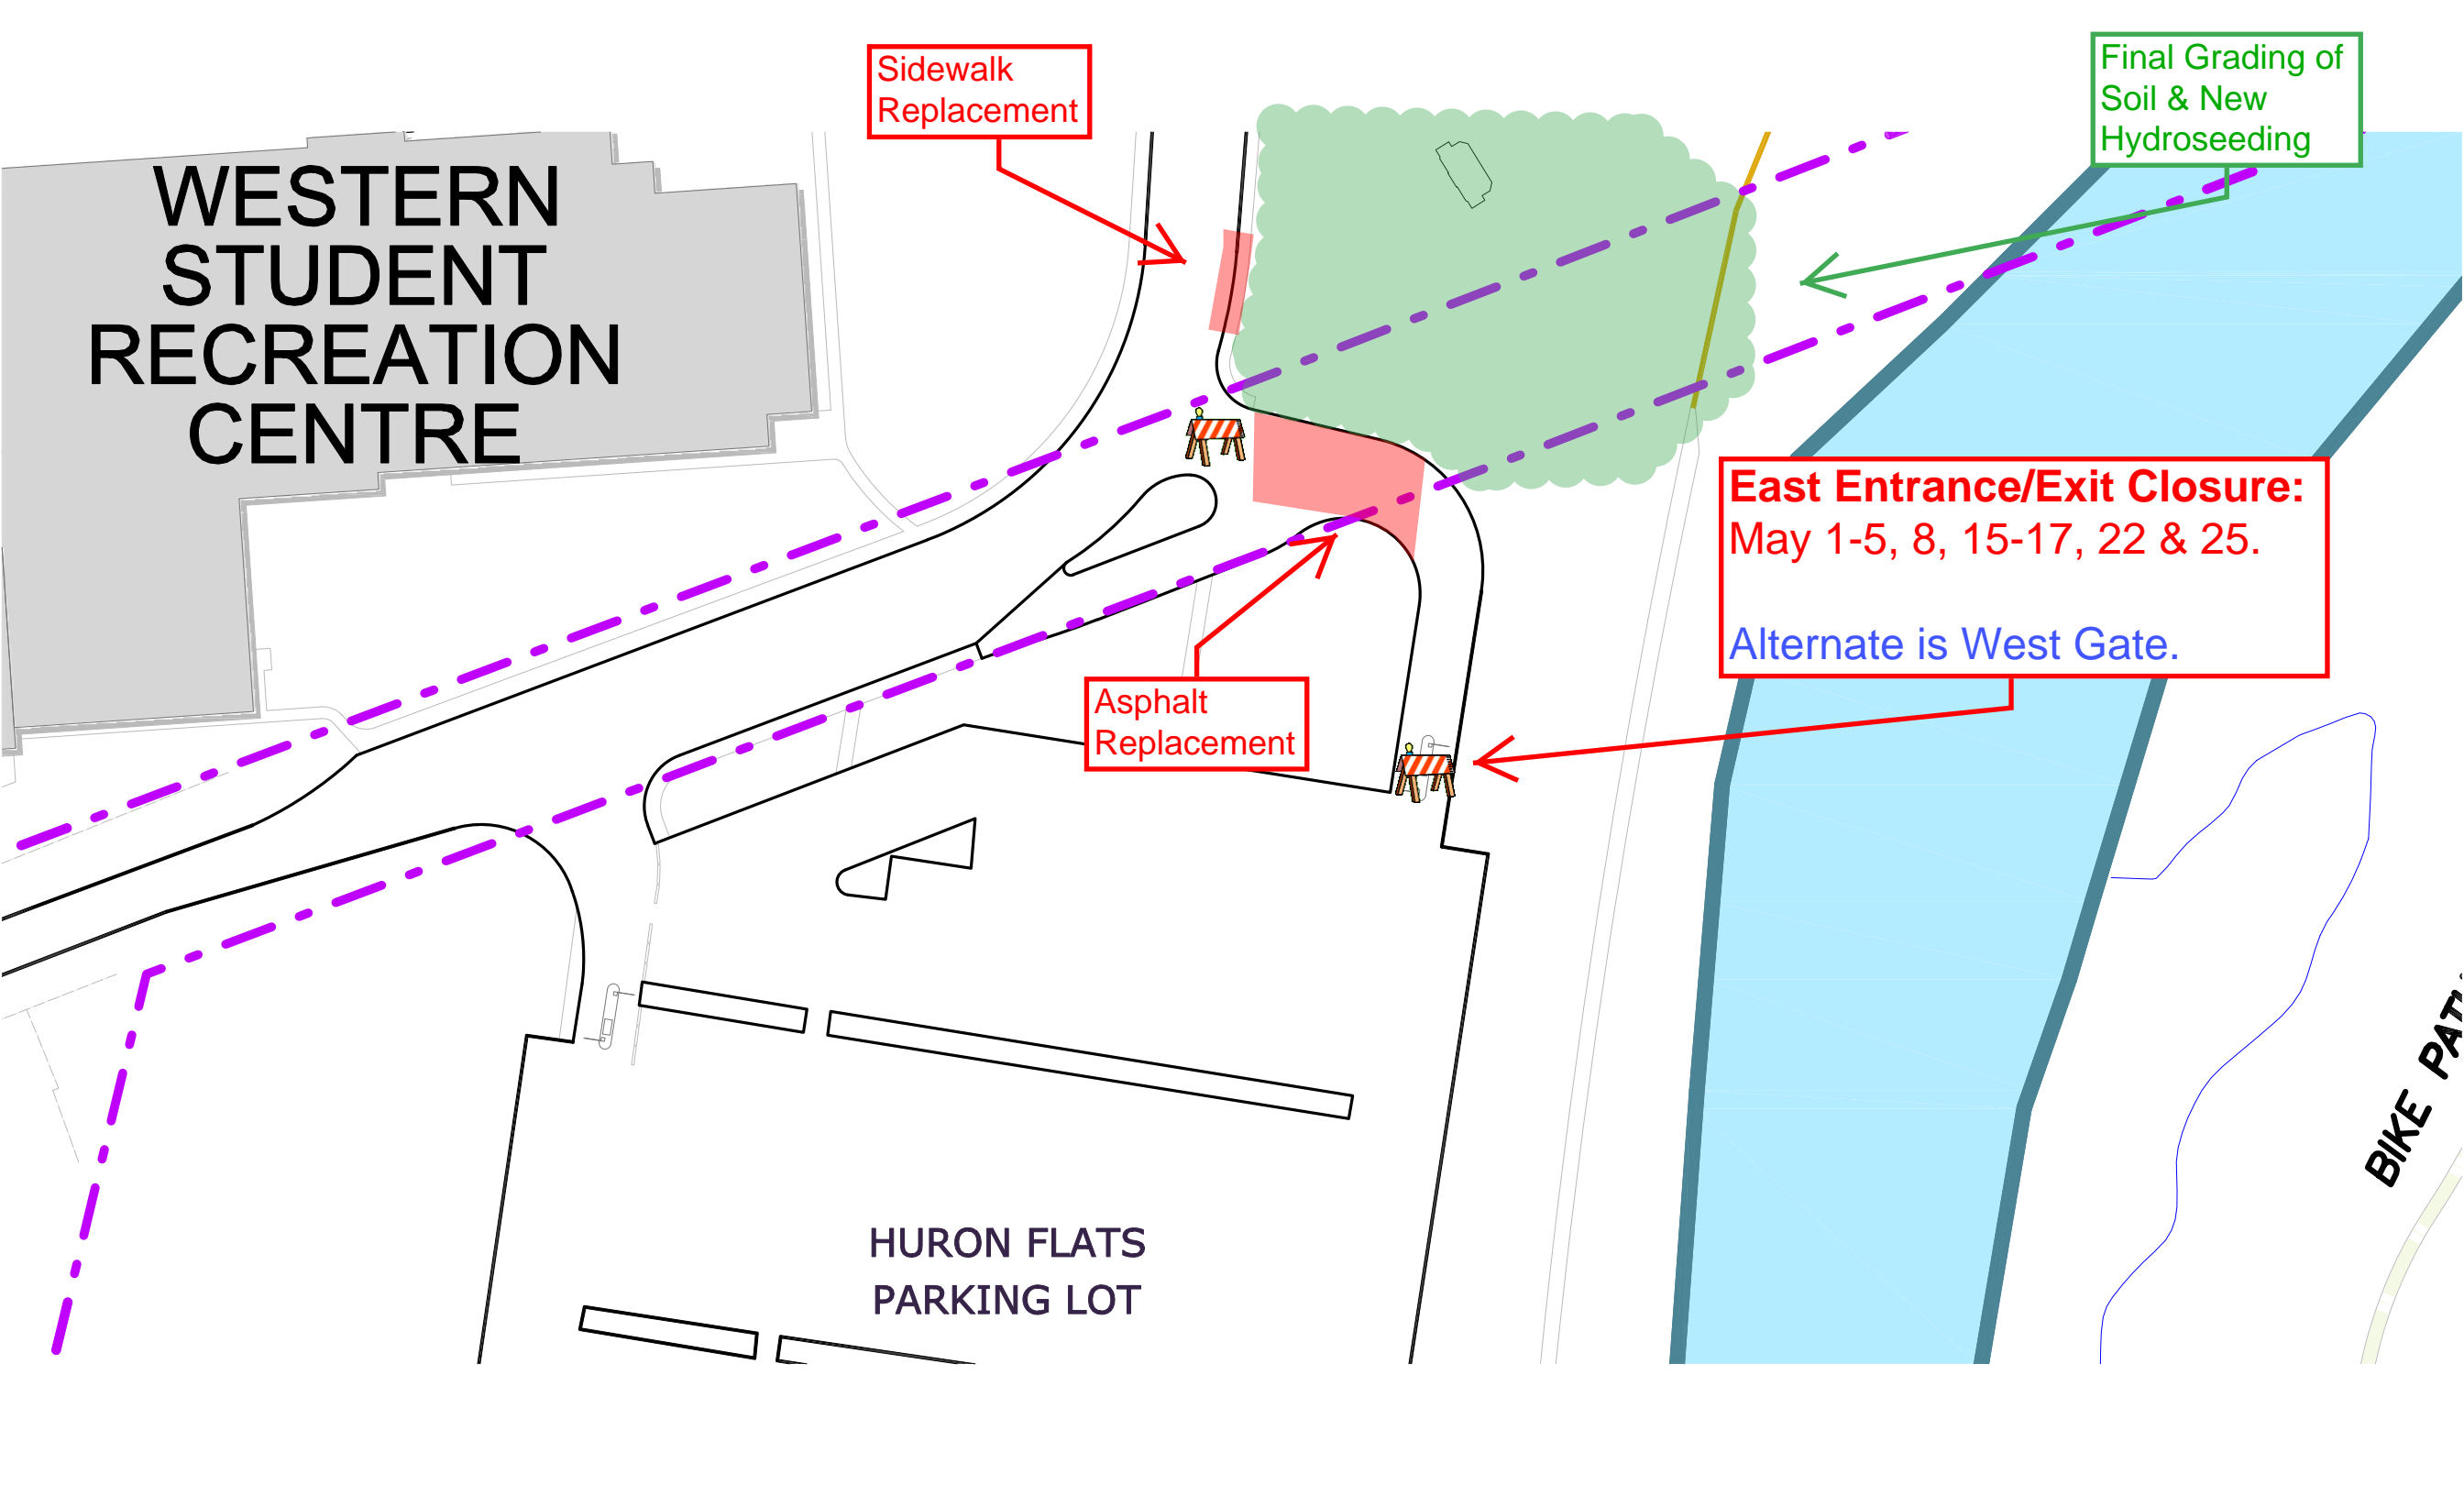 Sidewalk
Replacement
Final Grading of
Soil & New
Hydroseeding
WESTERN
STUDENT
RECREATION
CENTRE
East Entrance/Exit Closure:
May 1-5, 8, 15-17, 22 & 25.
Alternate is West Gate.
Asphalt
Replacement
BIKE PATH
HURON FLATS
PARKING LOT